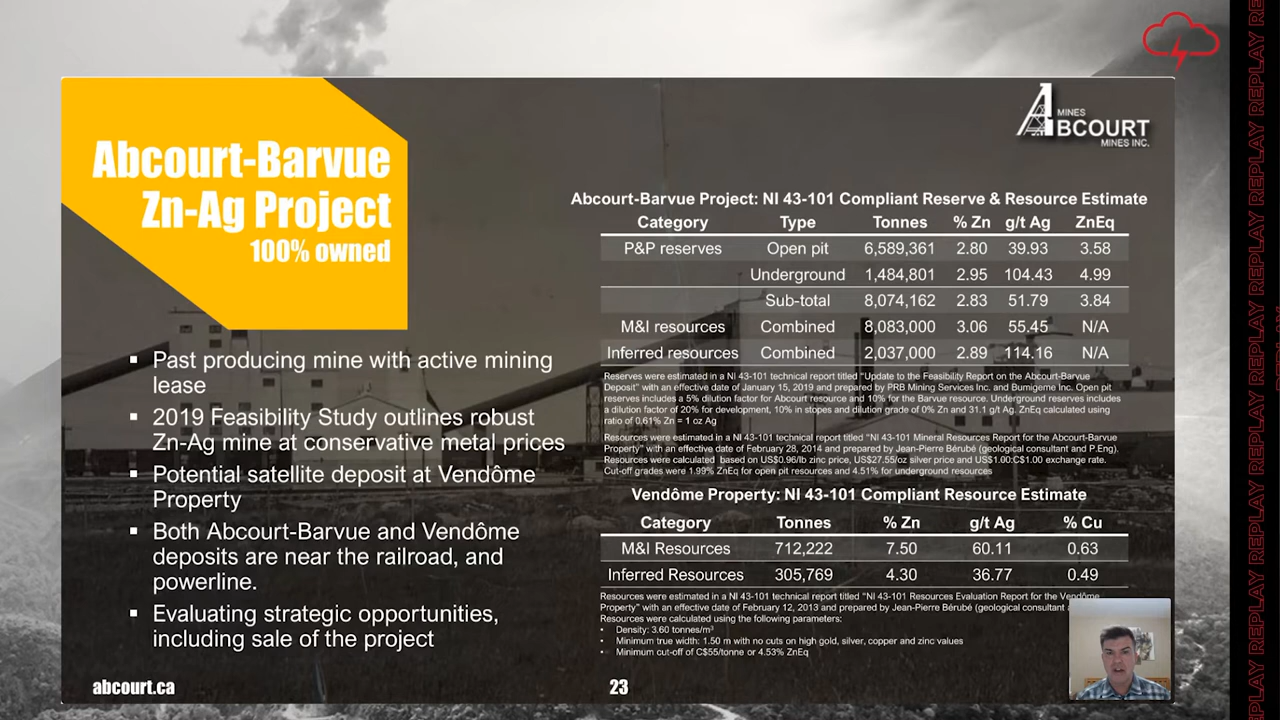 Abcourt-Barvue
Zn-Ag Project
100% owned
MINES
ABCOURT
MINES INC.
▪ Past producing mine with active mining
lease
▪ 2019 Feasibility Study outlines robust
Zn-Ag mine at conservative metal prices
▪ Potential satellite deposit at Vendôme
Property
▪ Both Abcourt-Barvue and Vendôme
deposits are near the railroad, and
powerline.
▪ Evaluating strategic opportunities,
including sale of the project
Abcourt-Barvue Project: NI 43-101 Compliant Reserve & Resource Estimate
Category Type Tonnes % Zn g/t Ag ZnEq
P&P reserves Open pit 6,589,361 2.80 39.93 3.58
Underground 1,484,801 2.95 104.43 4.99
Sub-total 8,074,162 2.83 51.79 3.84
M&I resources Combined 8,083,000 3.06 55.45 N/A
Inferred resources Combined 2,037,000 2.89 114.16 N/A
Reserves were estimated in a NI 43-101 technical report titled “Update to the Feasibility Report on the Abcourt-Barvue
Deposit” with an effective date of January 15, 2019 and prepared by PRB Mining Services Inc. and Bumigeme Inc. Open pit
reserves includes a 5% dilution factor for Abcourt resource and 10% for the Barvue resource. Underground reserves includes
a dilution factor of 20% for development, 10% in stopes and dilution grade of 0% Zn and 31.1 g/t Ag. ZnEq calculated using
ratio of 0.61% Zn = 1 oz Ag
Resources were estimated in a NI 43-101 technical report titled “NI 43-101 Mineral Resources Report for the Abcourt-Barvue
Property” with an effective date of February 28, 2014 and prepared by Jean-Pierre Bérubé (geological consultant and P.Eng).
Resources were calculated based on US$0.96/lb zinc price, US$27.55/oz silver price and US$1.00:C$1.00 exchange rate.
Cut-off grades were 1.99% ZnEq for open pit resources and 4.51% for underground resources
Vendôme Property: NI 43-101 Compliant Resource Estimate
Category Tonnes % Zn g/t Ag % Cu
M&I Resources 712,222 7.50 60.11 0.63
Inferred Resources 305,769 4.30 36.77 0.49
Resources were estimated in a NI 43-101 technical report titled “NI 43-101 Resources Evaluation Report for the Vendôme
Property” with an effective date of February 12, 2013 and prepared by Jean-Pierre Bérubé (geological consultant
Resources were calculated using the following parameters:
• Density: 3.60 tonnes/m³
• Minimum true width: 1.50 m with no cuts on high gold, silver, copper and zinc values
• Minimum cut-off of C$55/tonne or 4.53% ZnEq
abcourt.ca
23
REPLAY REPLAY REPLAY REPLAY REPLAY REPLAY